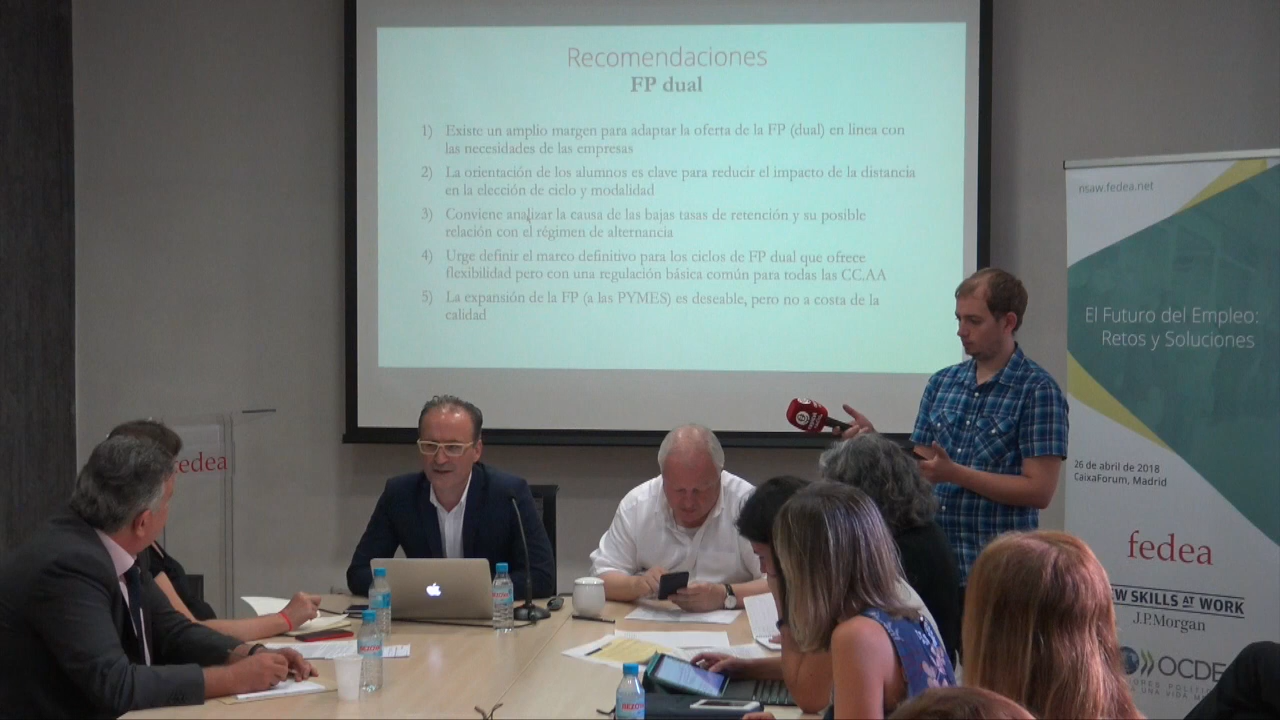 Recomendaciones
FP dual
1) Existe un amplio margen para adaptar la oferta de la FP (dual) en línea con
las necesidades de las empresas
2) La orientación de los alumnos es clave para reducir el impacto de la distancia
en la elección de ciclo y modalidad
3) Conviene analizar la causa de las bajas tasas de retención y su posible
relación con el régimen de alternancia
4) Urge definir el marco definitivo para los ciclos de FP dual que ofrece
flexibilidad pero con una regulación básica común para todas las CC.AA
5) La expansión de la FP (a las PYMES) es deseable, pero no a costa de la
calidad
nsaw.fedea.net
El Futuro del Empleo:
Retos y Soluciones
26 de abril de 2018
CaixaForum, Madrid
fedea
EW SKILLS AT WORK
J.P.Morgan
OCDE
fedea
BEZOYA